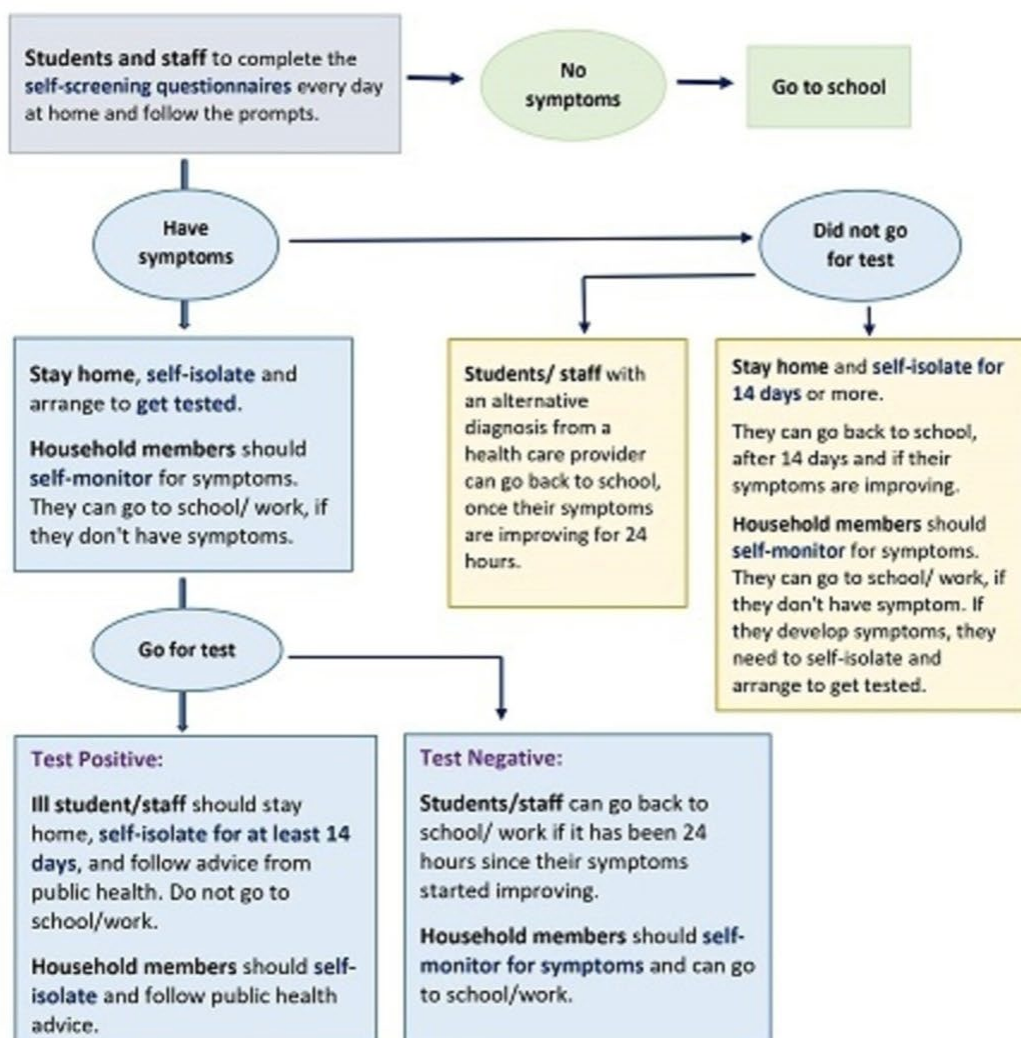 Students and staff to complete the
self-screening questionnaires every day
at home and follow the prompts.
No
symptoms
Go to school
Have
symptoms
Did not go
for test
Stay home, self-isolate and
arrange to get tested.
Household members should
self-monitor for symptoms.
They can go to school/ work, if
they don't have symptoms.
Students/ staff with
an alternative
diagnosis from a
health care provider
can go back to school,
once their symptoms
are improving for 24
hours.
Stay home and self-isolate for
14 days or more.
They can go back to school,
after 14 days and if their
symptoms are improving.
Household members should
self-monitor for symptoms.
They can go to school/ work, if
they don't have symptom. If
they develop symptoms, they
need to self-isolate and
arrange to get tested.
Go for test
Test Positive:
Ill student/staff should stay
home, self-isolate for at least 14
days, and follow advice from
public health. Do not go to
school/work.
Household members should self-
isolate and follow public health
advice.
Test Negative:
Students/staff can go back to
school/ work if it has been 24
hours since their symptoms
started improving.
Household members should self-
monitor for symptoms and can go
to school/work.